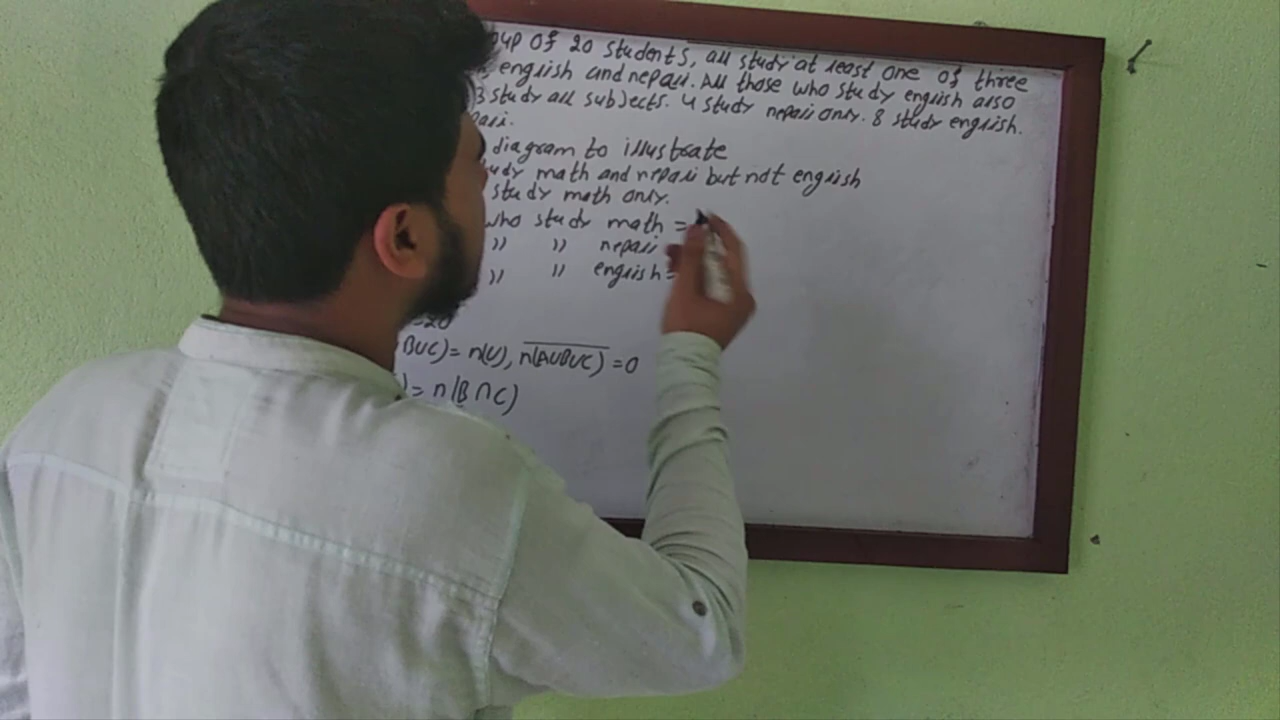 oup of 20 students, all study at least one of three
english and nepali. All those who study english also
3 study all subjects. 4 study nepali only. 8 study english.
pali.
diagram to illustrate
udy math and nepali but not english
study math only.
who study math =
" " nepali
" " english =
=20
BUC) = n(U), n(AUBUC) = 0
) = n(B∩C)